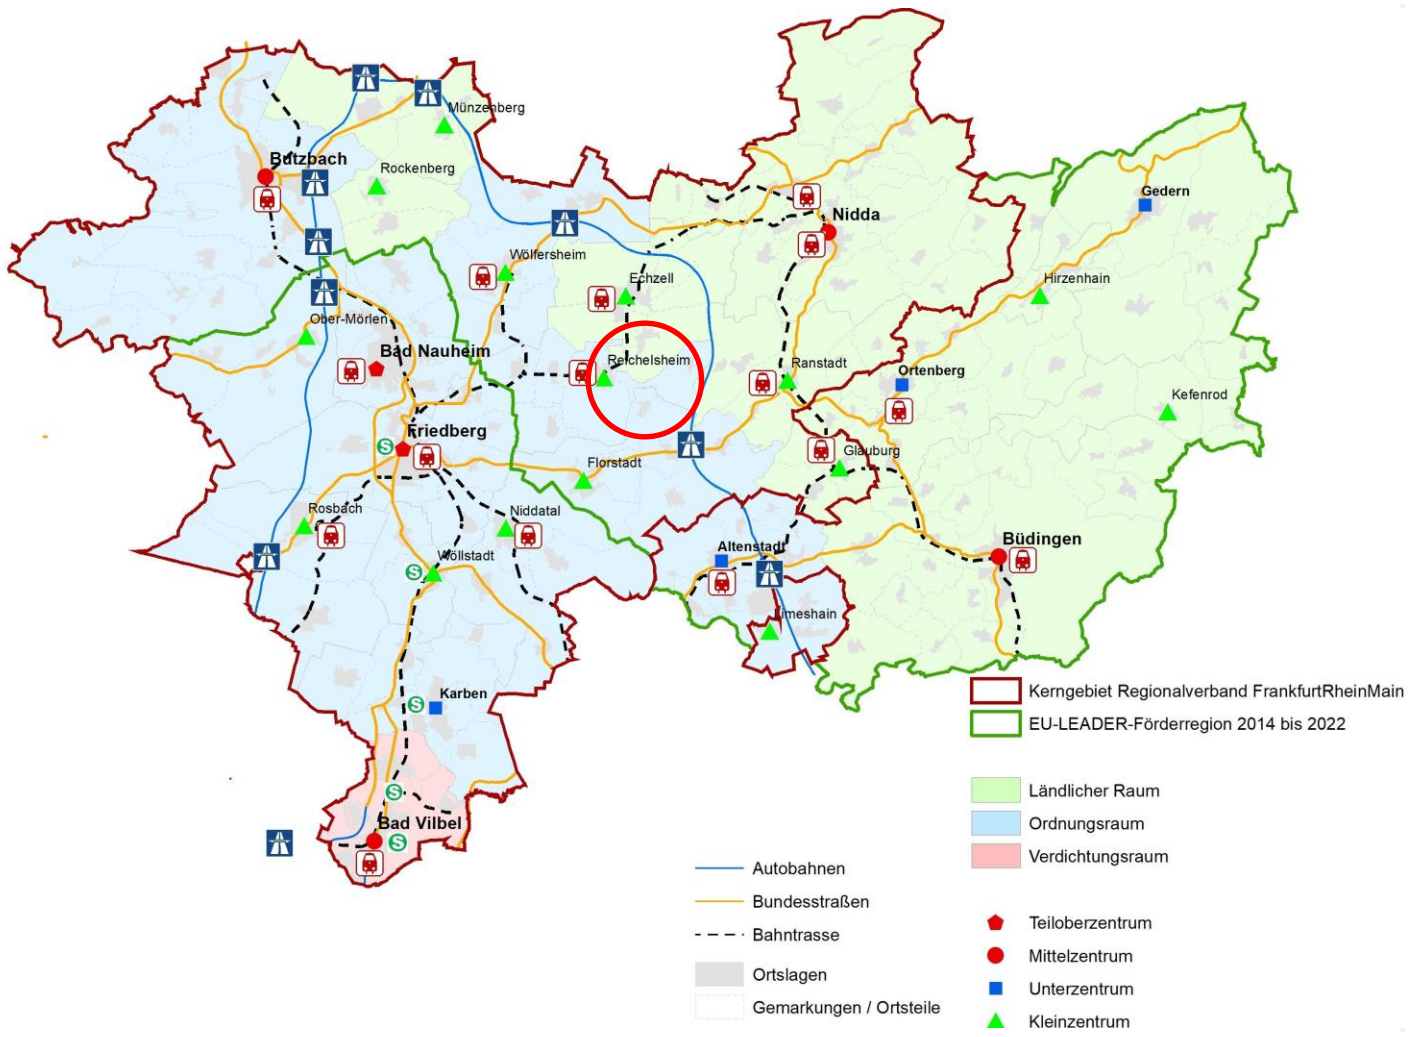 Münzenberg
Butzbach
Rockenberg
Gedern
Nidda
Wölfersheim
Echzell
Hirzenhain
Ober-Mörlen
Bad Nauheim
Reichelsheim
Ranstadt
Ortenberg
Kefenrod
Friedberg
S
Glauburg
Florstadt
Rosbach
Niddatal
Altenstadt
Büdingen
Wöllstadt
S
Limeshain
Karben
S
S
Bad Vilbel
S
Kerngebiet Regionalverband FrankfurtRheinMain
EU-LEADER-Förderregion 2014 bis 2022
Ländlicher Raum
Ordnungsraum
Verdichtungsraum
Autobahnen
Bundesstraßen
Bahntrasse
Ortslagen
Gemarkungen / Ortsteile
Teiloberzentrum
Mittelzentrum
Unterzentrum
Kleinzentrum